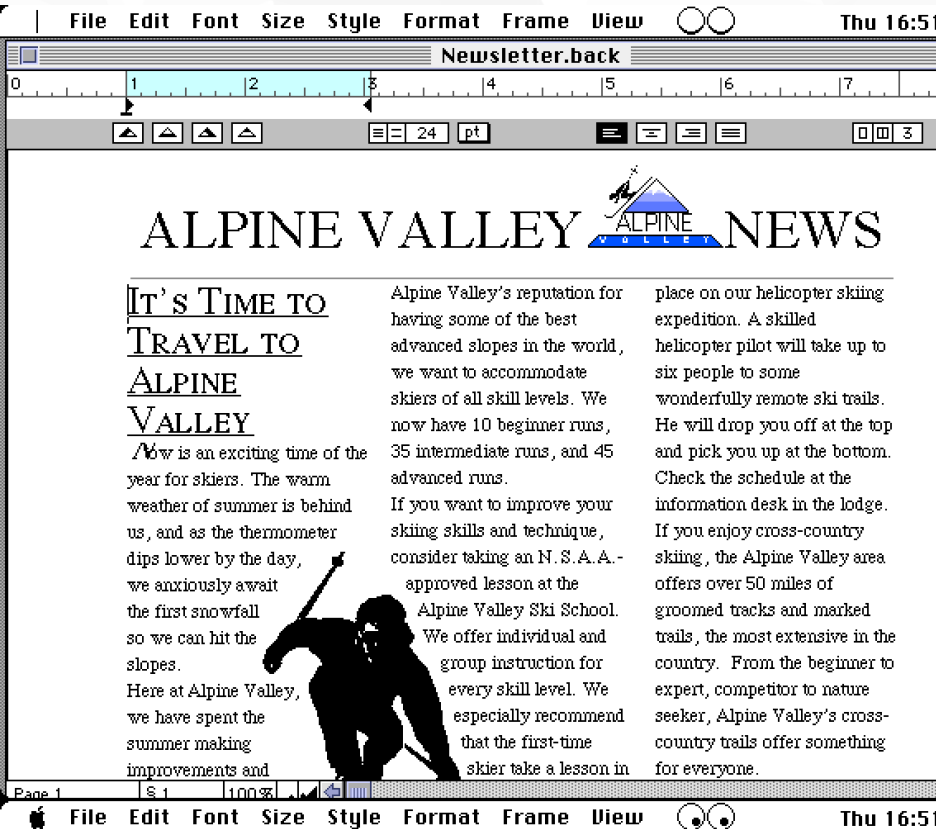 File Edit Font Size Style Format Frame View Thu 16:51
Newsletter.back
0 1 2 3 4 5 6 7
24 pt 3
ALPINE VALLEY ALPINE VALLEY NEWS
IT's TIME TO
TRAVEL TO
ALPINE
VALLEY
Now is an exciting time of the
year for skiers. The warm
weather of summer is behind
us, and as the thermometer
dips lower by the day,
we anxiously await
the first snowfall
so we can hit the
slopes.
Here at Alpine Valley,
we have spent the
summer making
improvements and
Alpine Valley's reputation for
having some of the best
advanced slopes in the world,
we want to accommodate
skiers of all skill levels. We
now have 10 beginner runs,
35 intermediate runs, and 45
advanced runs.
If you want to improve your
skiing skills and technique,
consider taking an N.S.A.A.-
approved lesson at the
Alpine Valley Ski School.
We offer individual and
group instruction for
every skill level. We
especially recommend
that the first-time
skier take a lesson in
place on our helicopter skiing
expedition. A skilled
helicopter pilot will take up to
six people to some
wonderfully remote ski trails.
He will drop you off at the top
and pick you up at the bottom.
Check the schedule at the
information desk in the lodge.
If you enjoy cross-country
skiing, the Alpine Valley area
offers over 50 miles of
groomed tracks and marked
trails, the most extensive in the
country. From the beginner to
expert, competitor to nature
seeker, Alpine Valley's cross-
country trails offer something
for everyone.
Page 1 § 1 100%
File Edit Font Size Style Format Frame View Thu 16:51